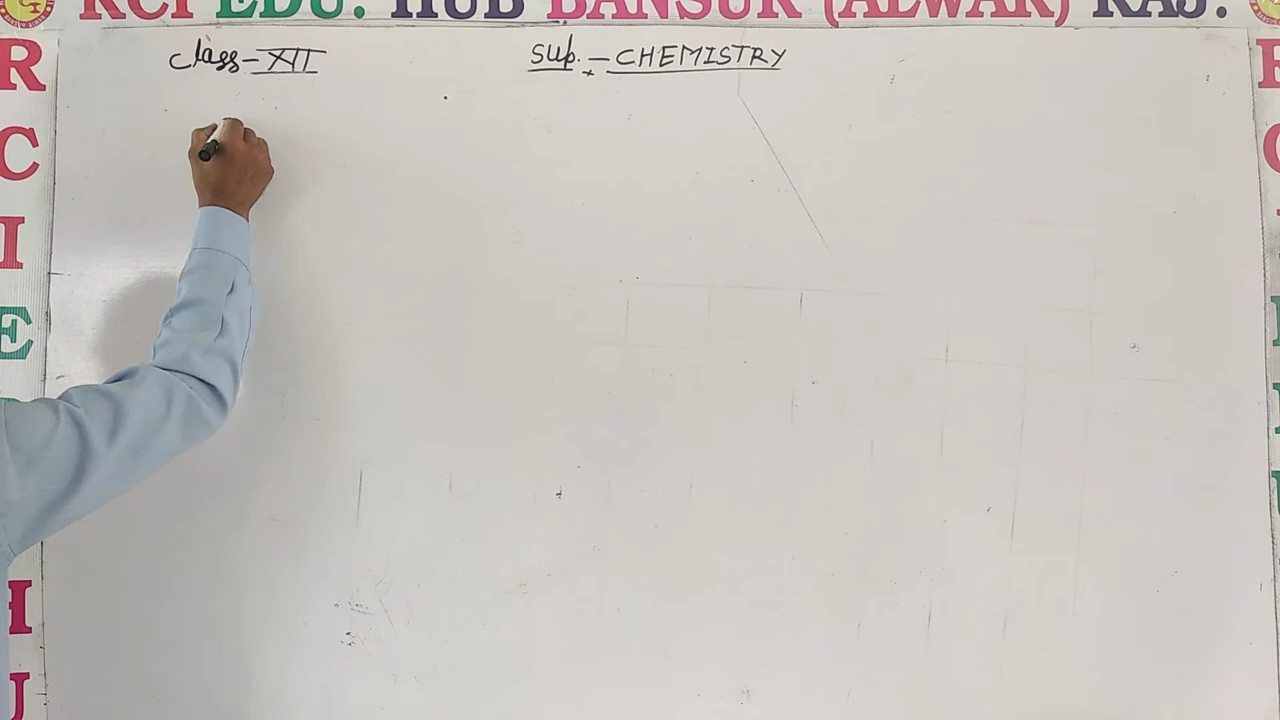 RCI EDU. HUB BANSUR (ALWAR) RAJ.
Class-XII
Sub.-CHEMISTRY
R
C
I
E
H
U